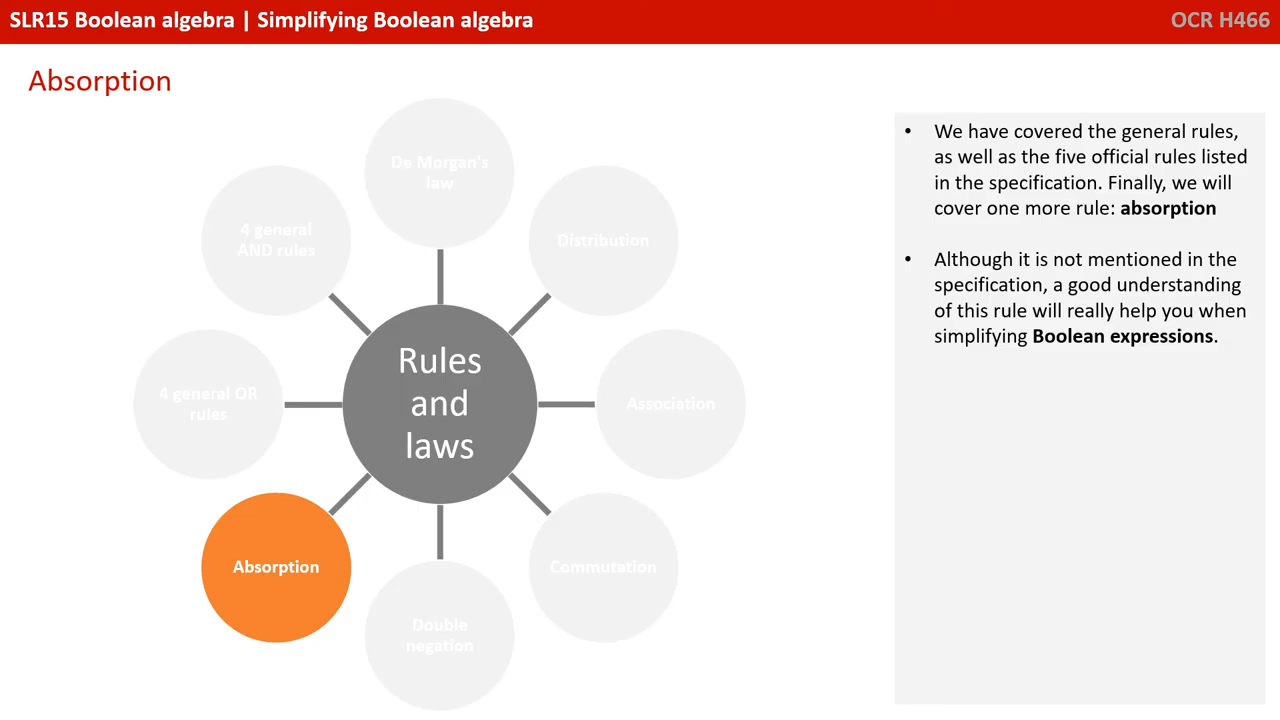 SLR15 Boolean algebra | Simplifying Boolean algebra
OCR H466
Absorption
De Morgan's
law
4 general
AND rules
Distribution
4 general OR
rules
Rules
and
laws
Association
Absorption
Commutation
Double
negation
• We have covered the general rules,
as well as the five official rules listed
in the specification. Finally, we will
cover one more rule: absorption
• Although it is not mentioned in the
specification, a good understanding
of this rule will really help you when
simplifying Boolean expressions.